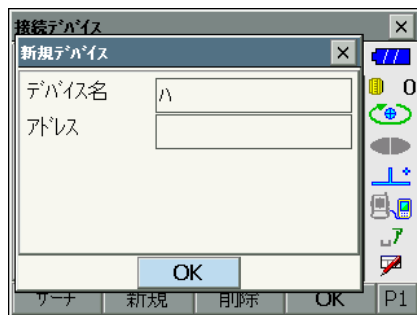 接続ﾃﾞﾊﾞｲｽ
新規ﾃﾞﾊﾞｲｽ
デバイス名 ハ
アドレス
0
ｱ
OK
サーチ 新規 削除 OK P1